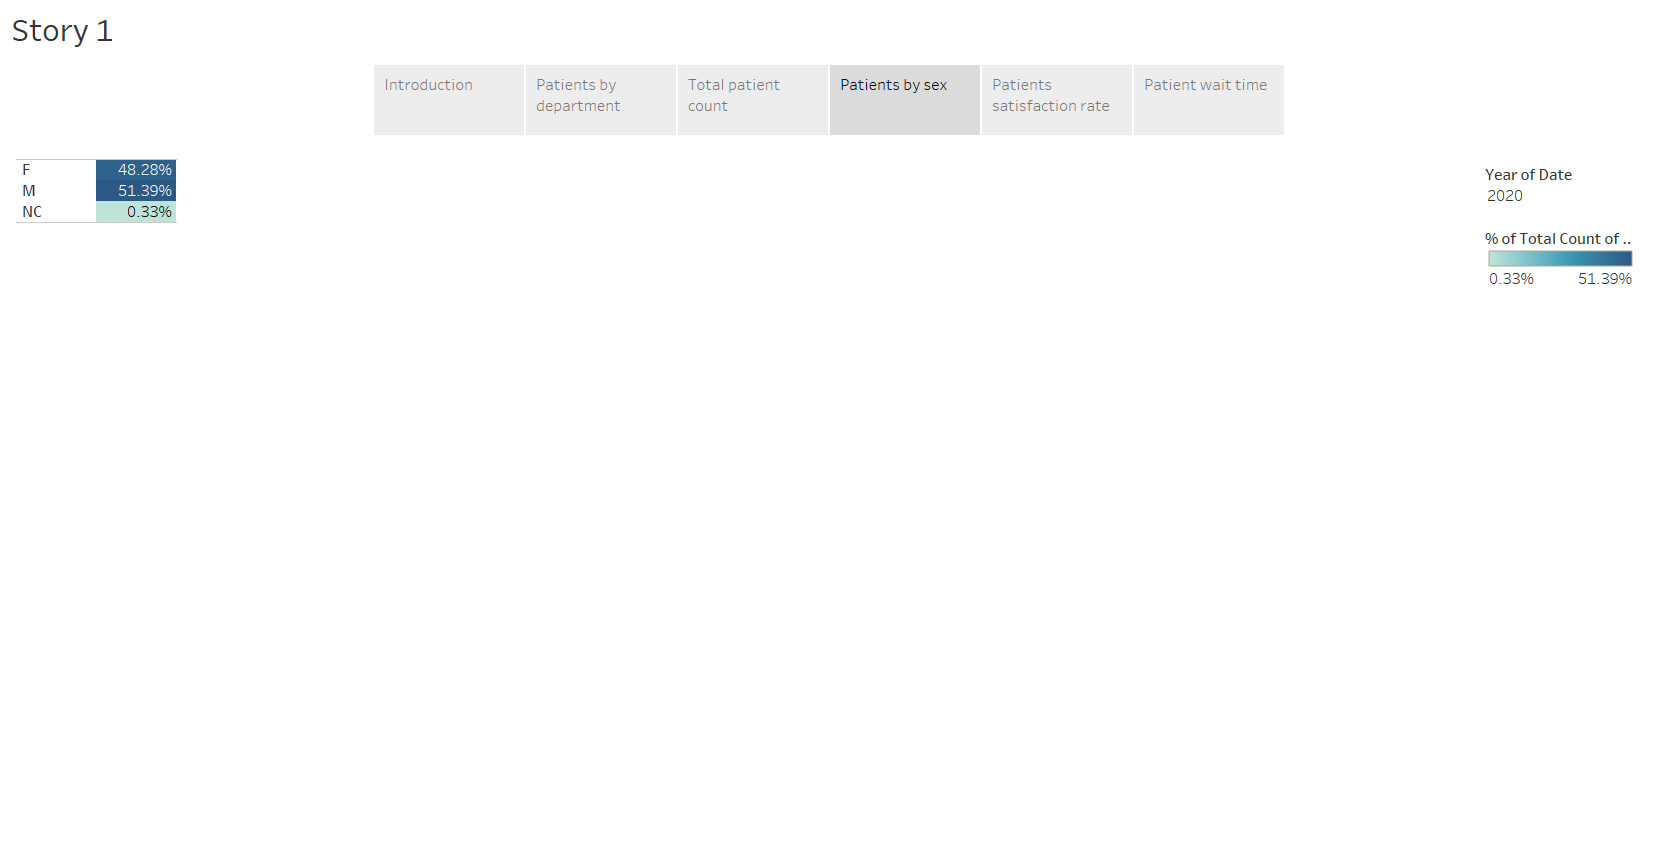 Story 1
Introduction
Patients by
department
Total patient
count
Patients by sex
Patients
satisfaction rate
Patient wait time
F 48.28%
M 51.39%
NC 0.33%
Year of Date
2020
% of Total Count of ..
0.33% 51.39%